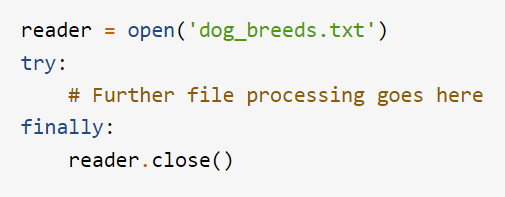 reader = open('dog_breeds.txt')
try:
    # Further file processing goes here
finally:
    reader.close()